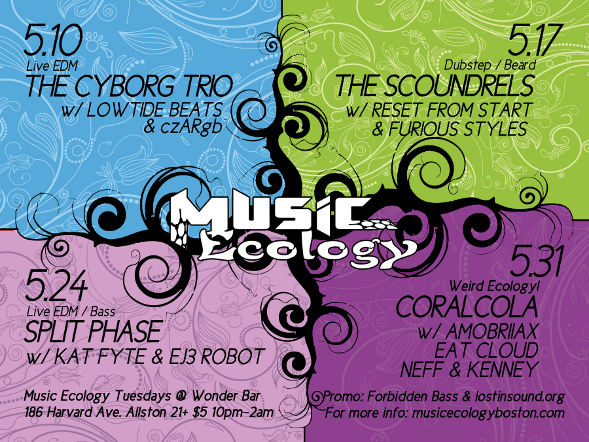 5.10
Live EDM
THE CYBORG TRIO
w/ LOWTIDE BEATS
& czARgb
5.17
Dubstep / Beard
THE SCOUNDRELS
w/ RESET FROM START
& FURIOUS STYLES
MUSIC...
Ecology
5.24
Live EDM / Bass
SPLIT PHASE
w/ KAT FYTE & EJ3 ROBOT
5.31
Weird Ecology!
CORALCOLA
w/ AMOBRIIAX
EAT CLOUD
NEFF & KENNEY
Music Ecology Tuesdays @ Wonder Bar
186 Harvard Ave. Allston 21+ $5 10pm-2am
Promo: Forbidden Bass & lostinsound.org
For more info: musicecologyboston.com